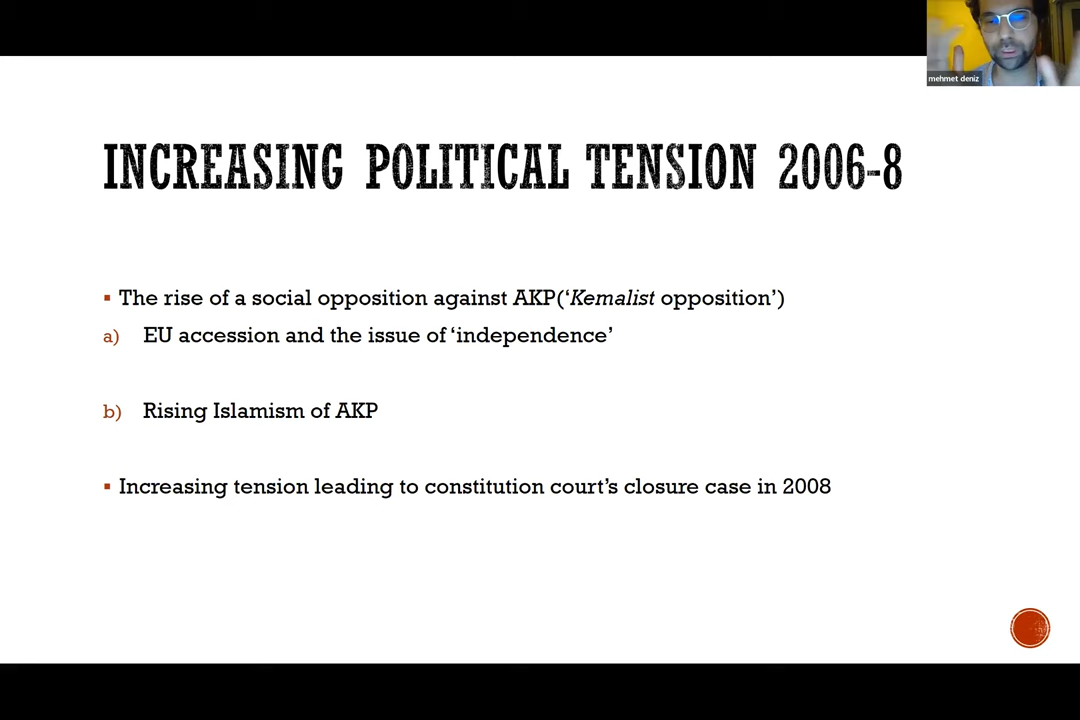 mehmet deniz
INCREASING POLITICAL TENSION 2006-8
▪ The rise of a social opposition against AKP(‘Kemalist opposition’)
a) EU accession and the issue of ‘independence’
b) Rising Islamism of AKP
▪ Increasing tension leading to constitution court’s closure case in 2008